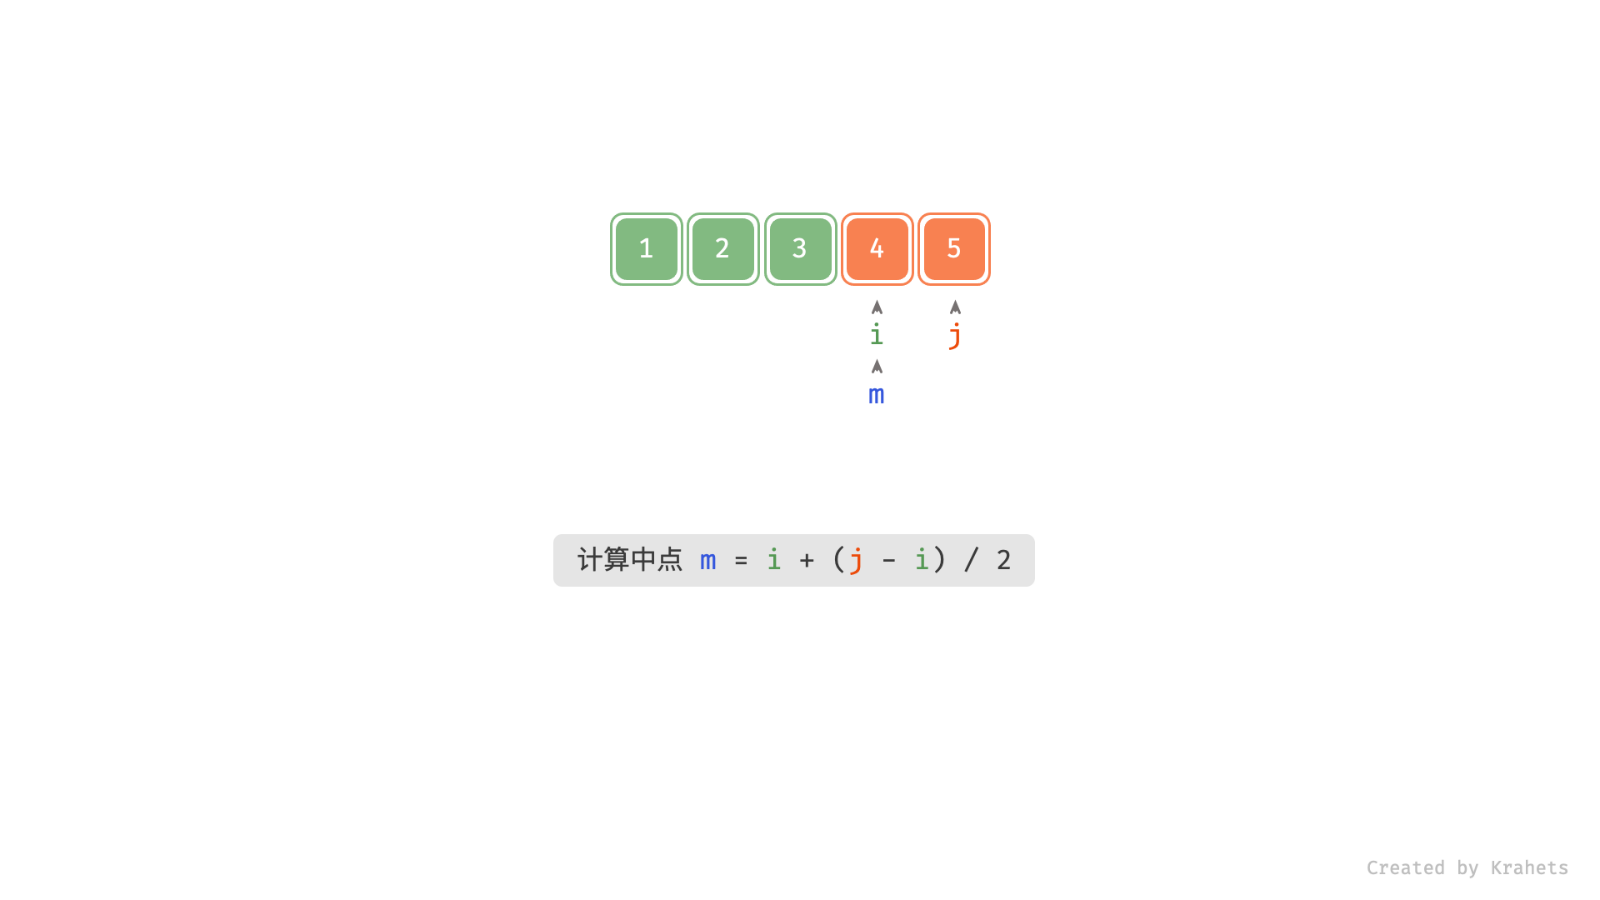 1 2 3 4 5
i j
m
计算中点 m = i + (j - i) / 2
Created by Krahets